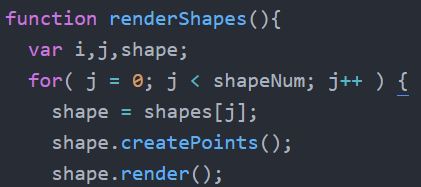 function renderShapes(){
  var i,j,shape;
  for( j = 0; j < shapeNum; j++ ) {
    shape = shapes[j];
    shape.createPoints();
    shape.render();